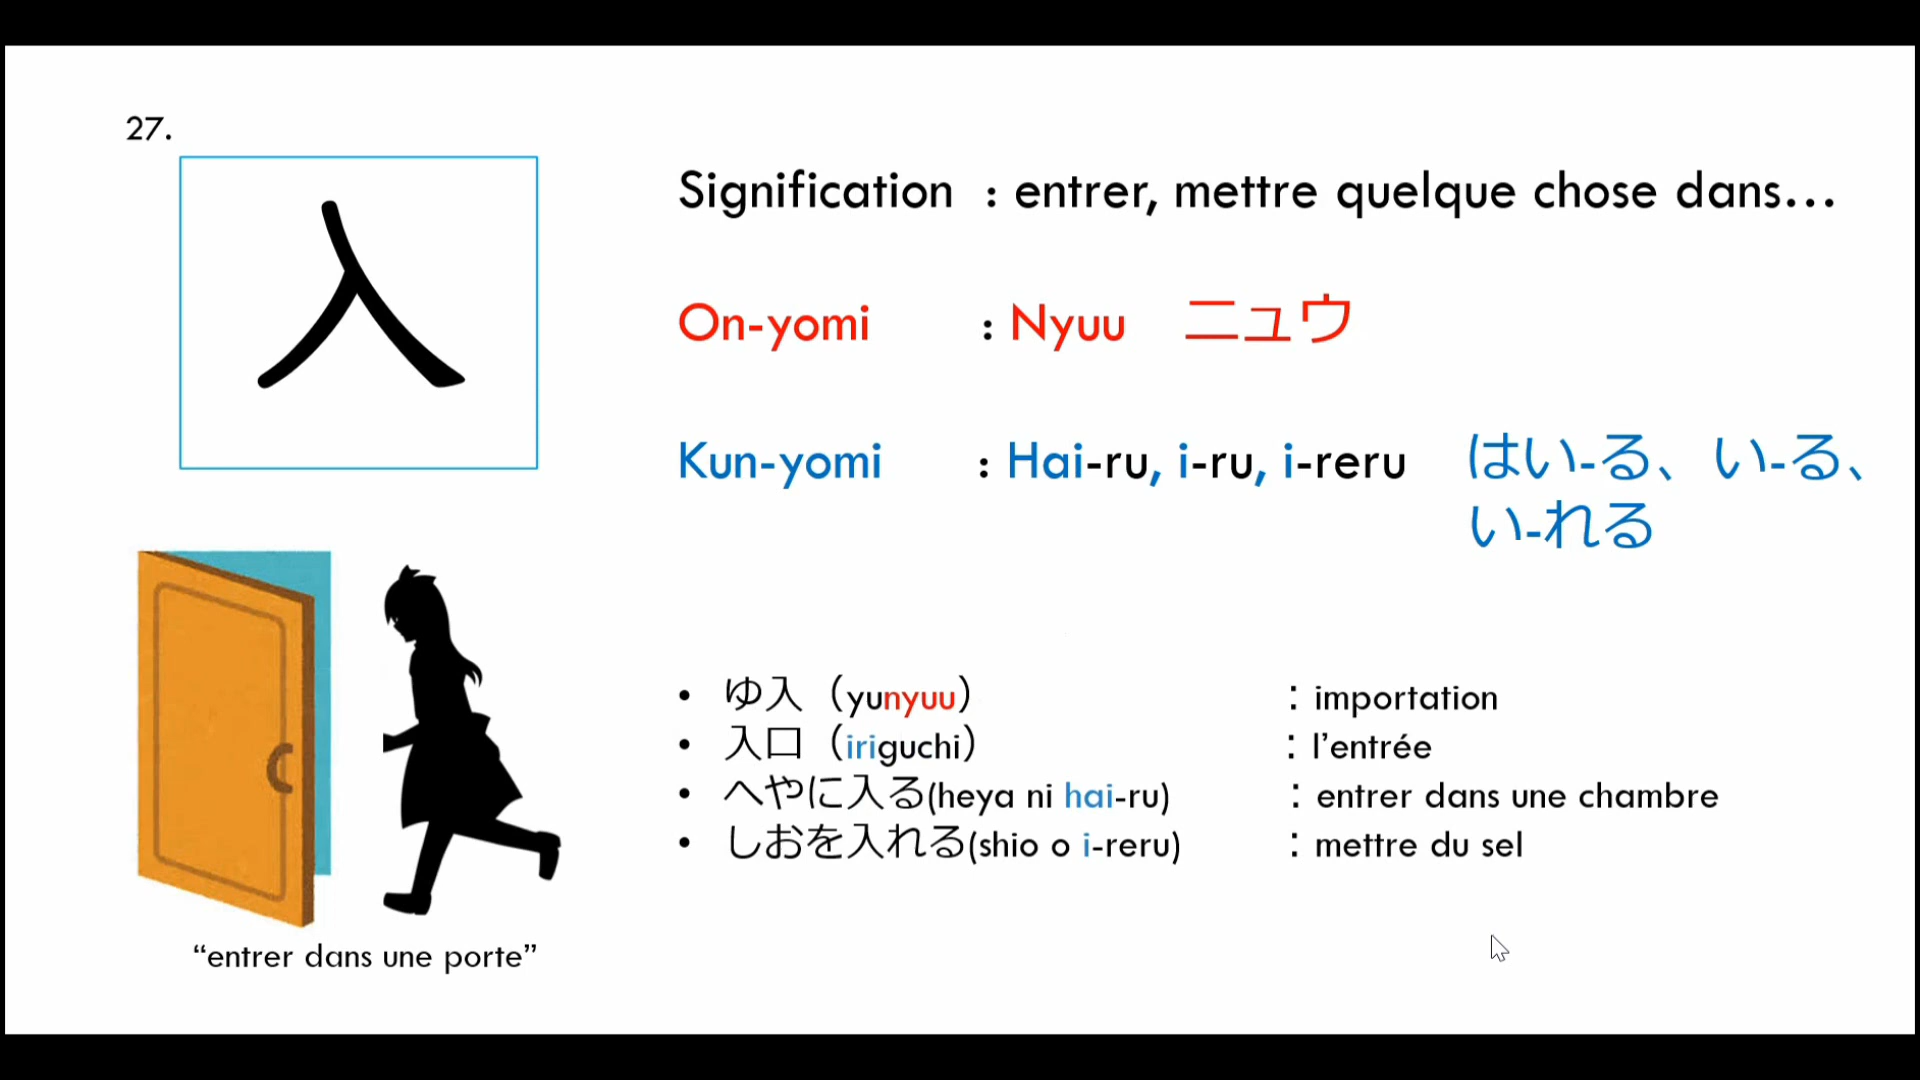 27.
入
Signification : entrer, mettre quelque chose dans...
On-yomi : Nyuu ニュウ
Kun-yomi : Hai-ru, i-ru, i-reru はい-る、い-る、
い-れる
• ゆ入（yunyuu） : importation
• 入口（iriguchi） : l'entrée
• へやに入る(heya ni hai-ru) : entrer dans une chambre
• しおを入れる(shio o i-reru) : mettre du sel
“entrer dans une porte”